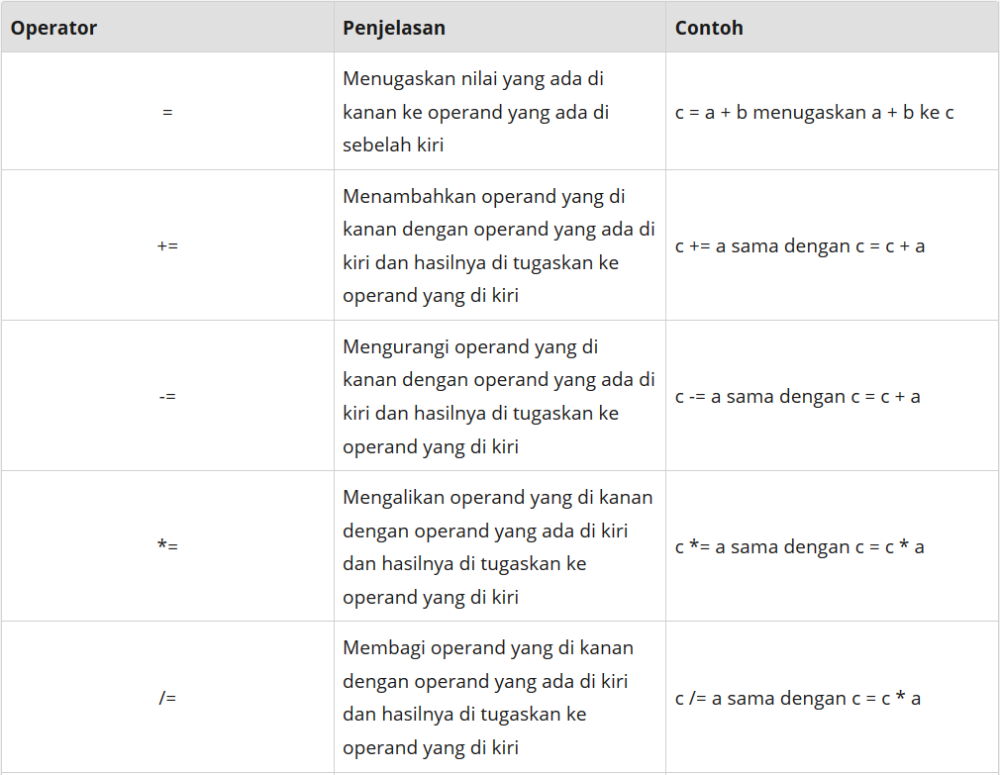 Operator Penjelasan Contoh
=
Menugaskan nilai yang ada di
kanan ke operand yang ada di
sebelah kiri
c = a + b menugaskan a + b ke c
+=
Menambahkan operand yang di
kanan dengan operand yang ada di
kiri dan hasilnya di tugaskan ke
operand yang di kiri
c += a sama dengan c = c + a
-=
Mengurangi operand yang di
kanan dengan operand yang ada di
kiri dan hasilnya di tugaskan ke
operand yang di kiri
c -= a sama dengan c = c + a
*=
Mengalikan operand yang di kanan
dengan operand yang ada di kiri
dan hasilnya di tugaskan ke
operand yang di kiri
c *= a sama dengan c = c * a
/=
Membagi operand yang di kanan
dengan operand yang ada di kiri
dan hasilnya di tugaskan ke
operand yang di kiri
c /= a sama dengan c = c * a